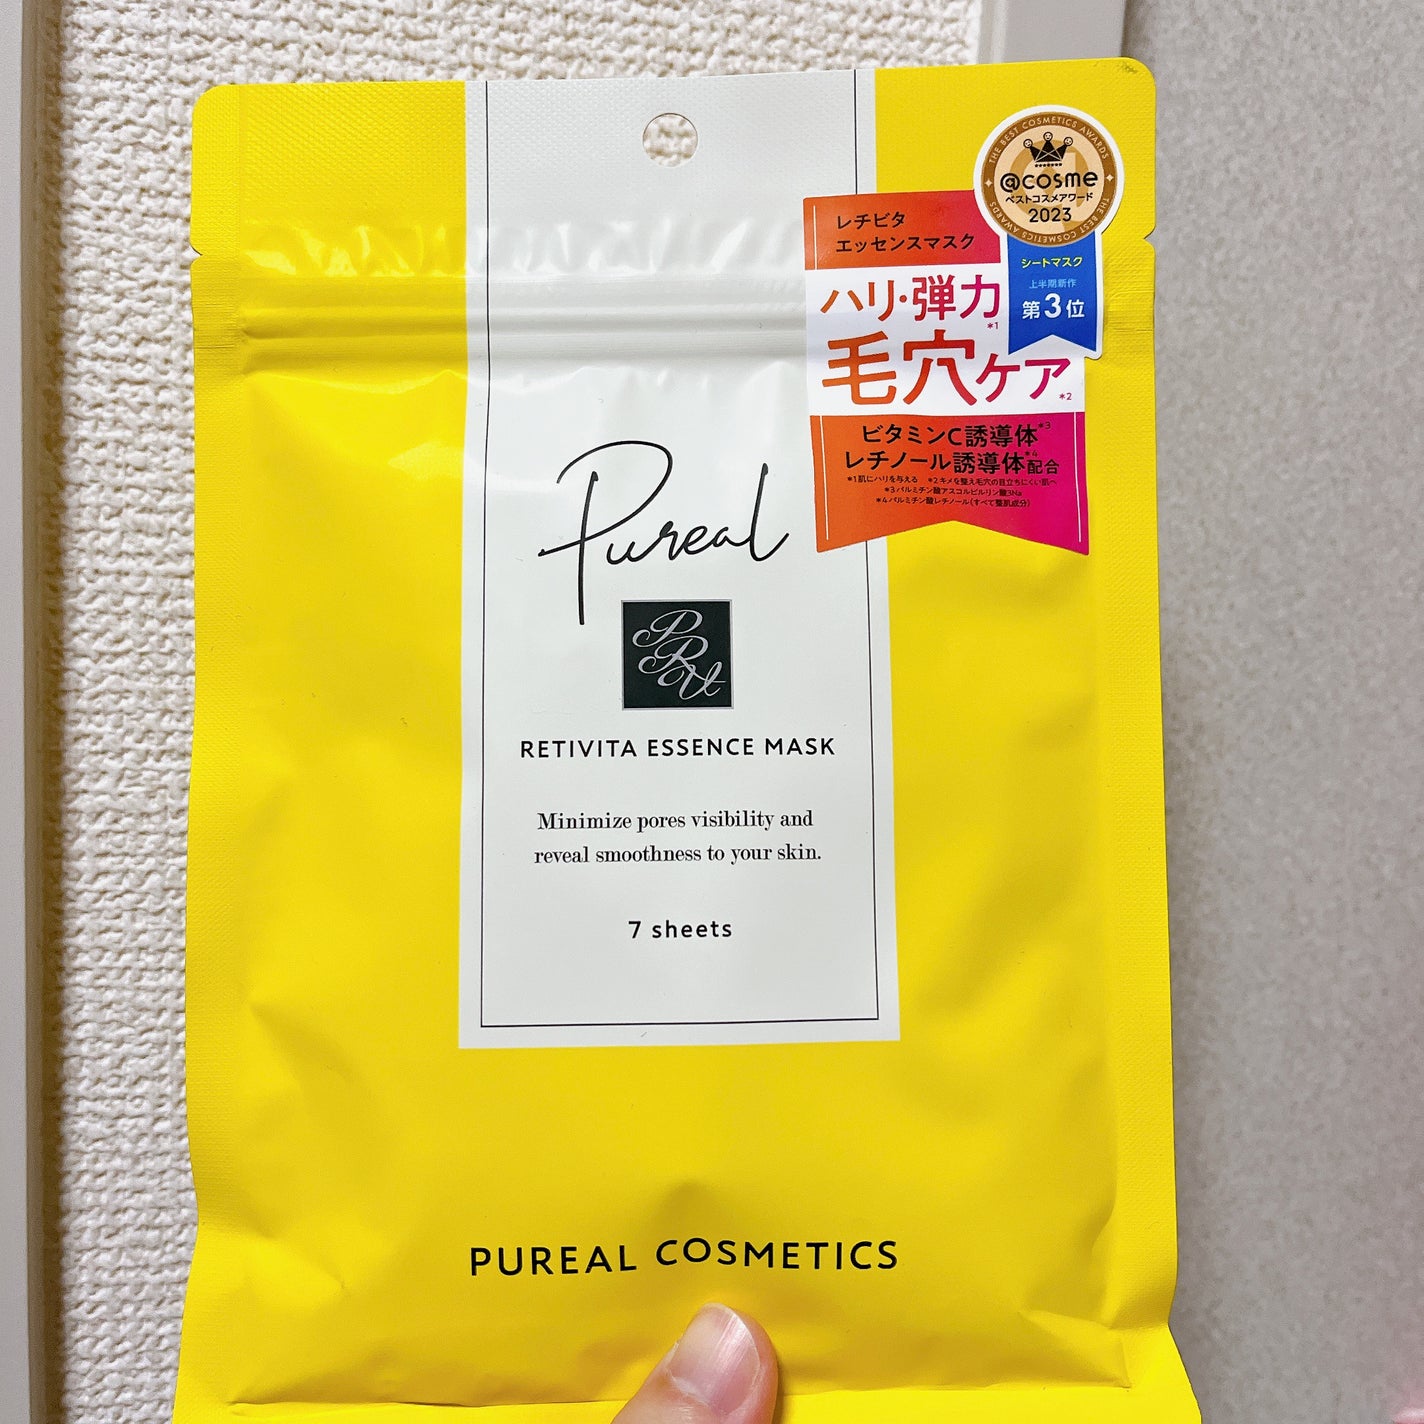 THE BEST COSMETICS AWARDS
@cosme
ベストコスメアワード
2023
THE BEST COSMETICS AWARDS
シートマスク
上半期新作
第3位
レチビタ
エッセンスマスク
ハリ・弾力*1
毛穴ケア*2
ビタミンC誘導体*3
レチノール誘導体*4配合
*1 肌にハリを与える *2 キメを整え毛穴の目立ちにくい肌へ
*3 パルミチン酸アスコルビルリン酸3Na
*4 パルミチン酸レチノール(すべて整肌成分)
Pureal
PRU
RETIVITA ESSENCE MASK
Minimize pores visibility and
reveal smoothness to your skin.
7 sheets
PUREAL COSMETICS